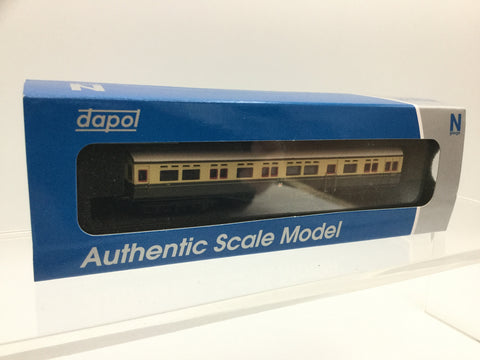 N
dapol
N
gauge
Authentic Scale Model